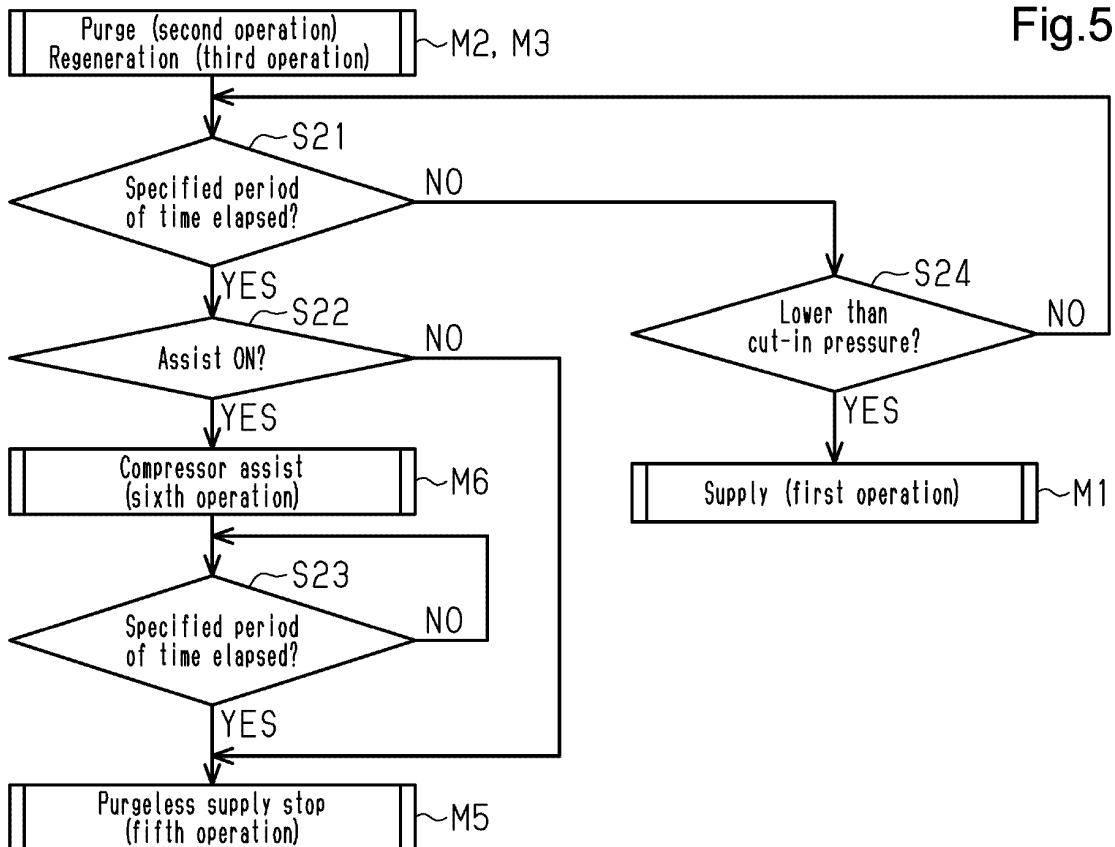 Fig.5
Purge (second operation)
Regeneration (third operation)
M2, M3
S21
Specified period
of time elapsed?
NO
YES
S24
Lower than
cut-in pressure?
NO
YES
S22
Assist ON?
NO
YES
Compressor assist
(sixth operation)
M6
Supply (first operation)
M1
S23
Specified period
of time elapsed?
NO
YES
Purgeless supply stop
(fifth operation)
M5